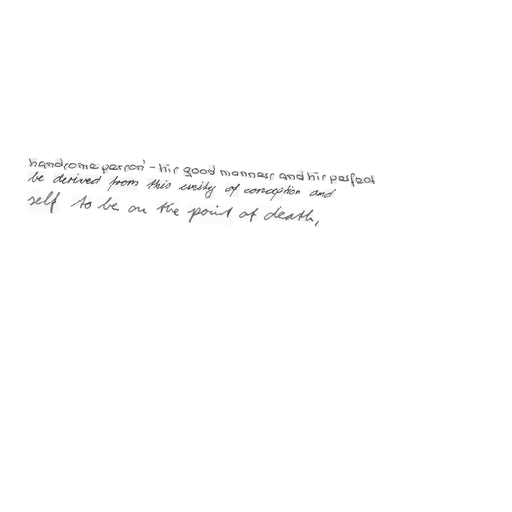 handsome person' - his good manners and his perfect
be derived from this unity of conception and
self to be on the point of death,